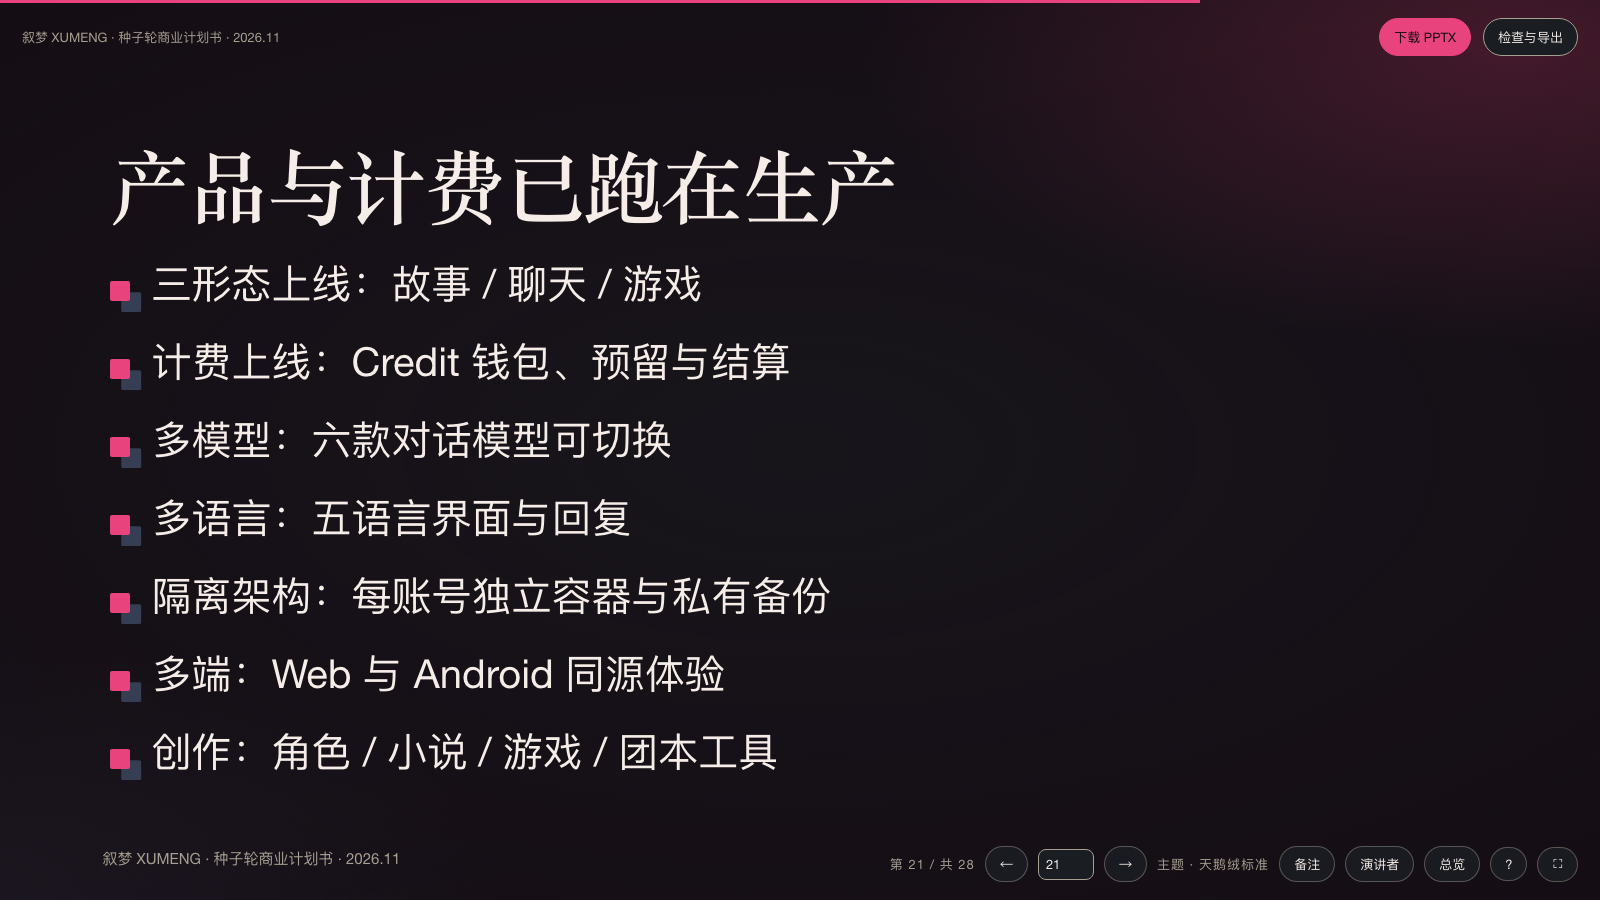 叙梦 XUMENG · 种子轮商业计划书 · 2026.11
下载 PPTX
检查与导出
产品与计费已跑在生产
三形态上线：故事 / 聊天 / 游戏
计费上线：Credit 钱包、预留与结算
多模型：六款对话模型可切换
多语言：五语言界面与回复
隔离架构：每账号独立容器与私有备份
多端：Web 与 Android 同源体验
创作：角色 / 小说 / 游戏 / 团本工具
叙梦 XUMENG · 种子轮商业计划书 · 2026.11
第 21 / 共 28
←
21
→
主题 · 天鹅绒标准
备注
演讲者
总览
?